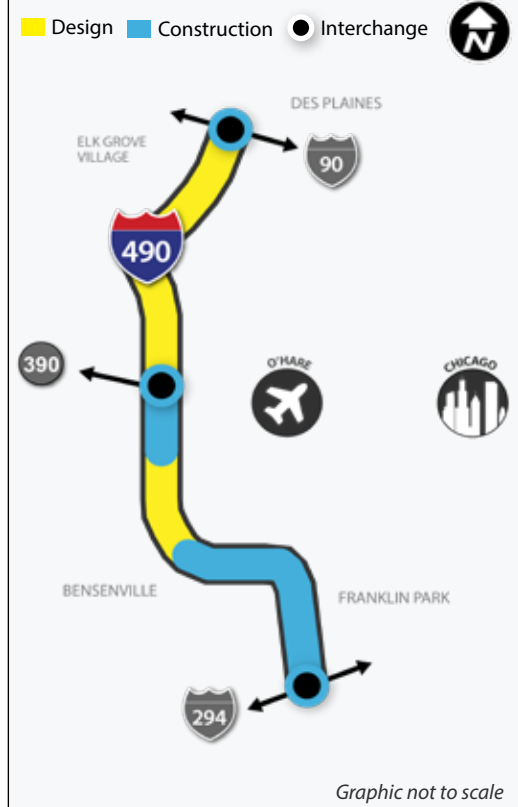 Design Construction Interchange N
DES PLAINES
ELK GROVE
VILLAGE
90
490
390
O'HARE
CHICAGO
BENSENVILLE
FRANKLIN PARK
294
Graphic not to scale